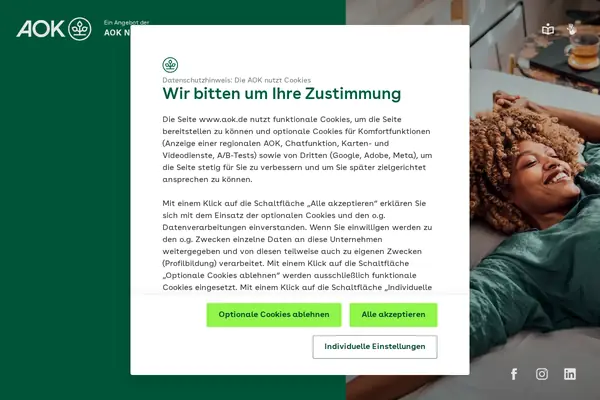 AOK
Ein Angebot der
AOK N
Datenschutzhinweis: Die AOK nutzt Cookies
Wir bitten um Ihre Zustimmung
Die Seite www.aok.de nutzt funktionale Cookies, um die Seite
bereitstellen zu können und optionale Cookies für Komfortfunktionen
(Anzeige einer regionalen AOK, Chatfunktion, Karten- und
Videodienste, A/B-Tests) sowie von Dritten (Google, Adobe, Meta), um
die Seite stetig für Sie zu verbessern und um Sie später zielgerichtet
ansprechen zu können.
Mit einem Klick auf die Schaltfläche „Alle akzeptieren“ erklären Sie
sich mit dem Einsatz der optionalen Cookies und den o.g.
Datenverarbeitungen einverstanden. Wenn Sie einwilligen werden zu
den o.g. Zwecken einzelne Daten an diese Unternehmen
weitergegeben und von diesen teilweise auch zu eigenen Zwecken
(Profilbildung) verarbeitet. Mit einem Klick auf die Schaltfläche
„Optionale Cookies ablehnen“ werden ausschließlich funktionale
Cookies eingesetzt. Mit einem Klick auf die Schaltfläche „Individuelle
Optionale Cookies ablehnen
Alle akzeptieren
Individuelle Einstellungen